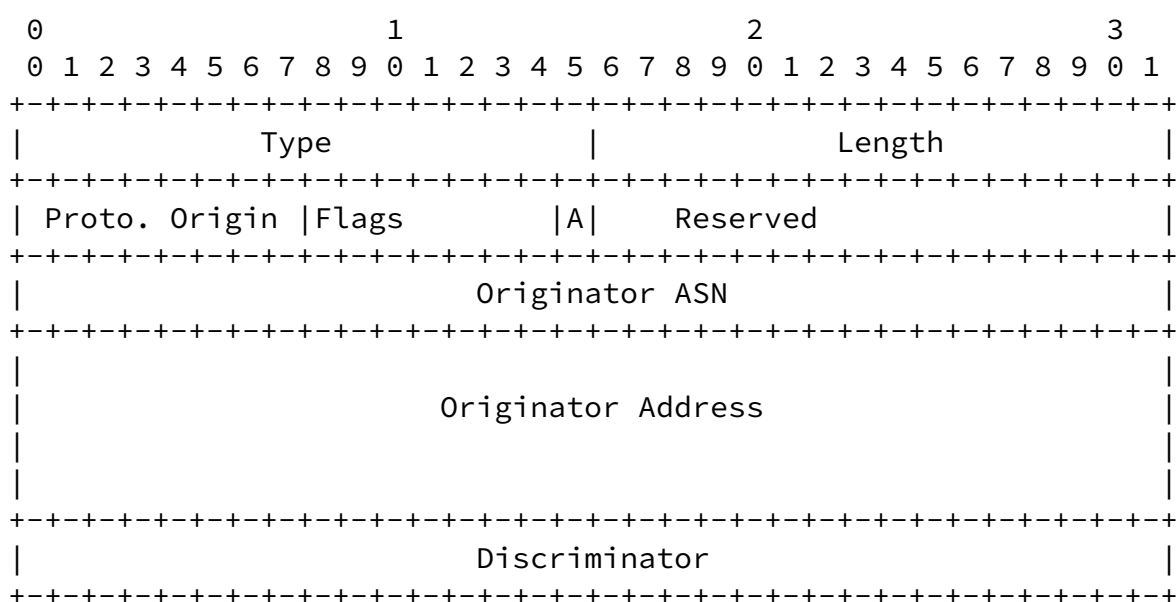 0                   1                   2                   3
 0 1 2 3 4 5 6 7 8 9 0 1 2 3 4 5 6 7 8 9 0 1 2 3 4 5 6 7 8 9 0 1
+-+-+-+-+-+-+-+-+-+-+-+-+-+-+-+-+-+-+-+-+-+-+-+-+-+-+-+-+-+-+-+-+
|             Type              |             Length            |
+-+-+-+-+-+-+-+-+-+-+-+-+-+-+-+-+-+-+-+-+-+-+-+-+-+-+-+-+-+-+-+-+
| Proto. Origin |Flags        |A|    Reserved                   |
+-+-+-+-+-+-+-+-+-+-+-+-+-+-+-+-+-+-+-+-+-+-+-+-+-+-+-+-+-+-+-+-+
|                         Originator ASN                        |
+-+-+-+-+-+-+-+-+-+-+-+-+-+-+-+-+-+-+-+-+-+-+-+-+-+-+-+-+-+-+-+-+
|                                                               |
|                       Originator Address                      |
|                                                               |
|                                                               |
+-+-+-+-+-+-+-+-+-+-+-+-+-+-+-+-+-+-+-+-+-+-+-+-+-+-+-+-+-+-+-+-+
|                         Discriminator                         |
+-+-+-+-+-+-+-+-+-+-+-+-+-+-+-+-+-+-+-+-+-+-+-+-+-+-+-+-+-+-+-+-+